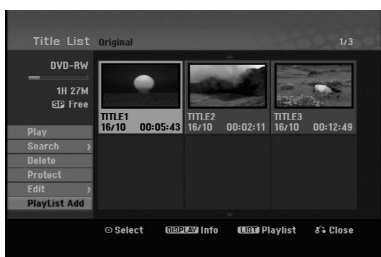 Title List Original 1/3
DVD-RW
1H 27M
SP Free
TITLE1 TITLE2 TITLE3
16/10 00:05:43 16/10 00:02:11 16/10 00:12:49
Play
Search
Delete
Protect
Edit
PlayList Add
Select DISPLAY Info LIST Playlist Close